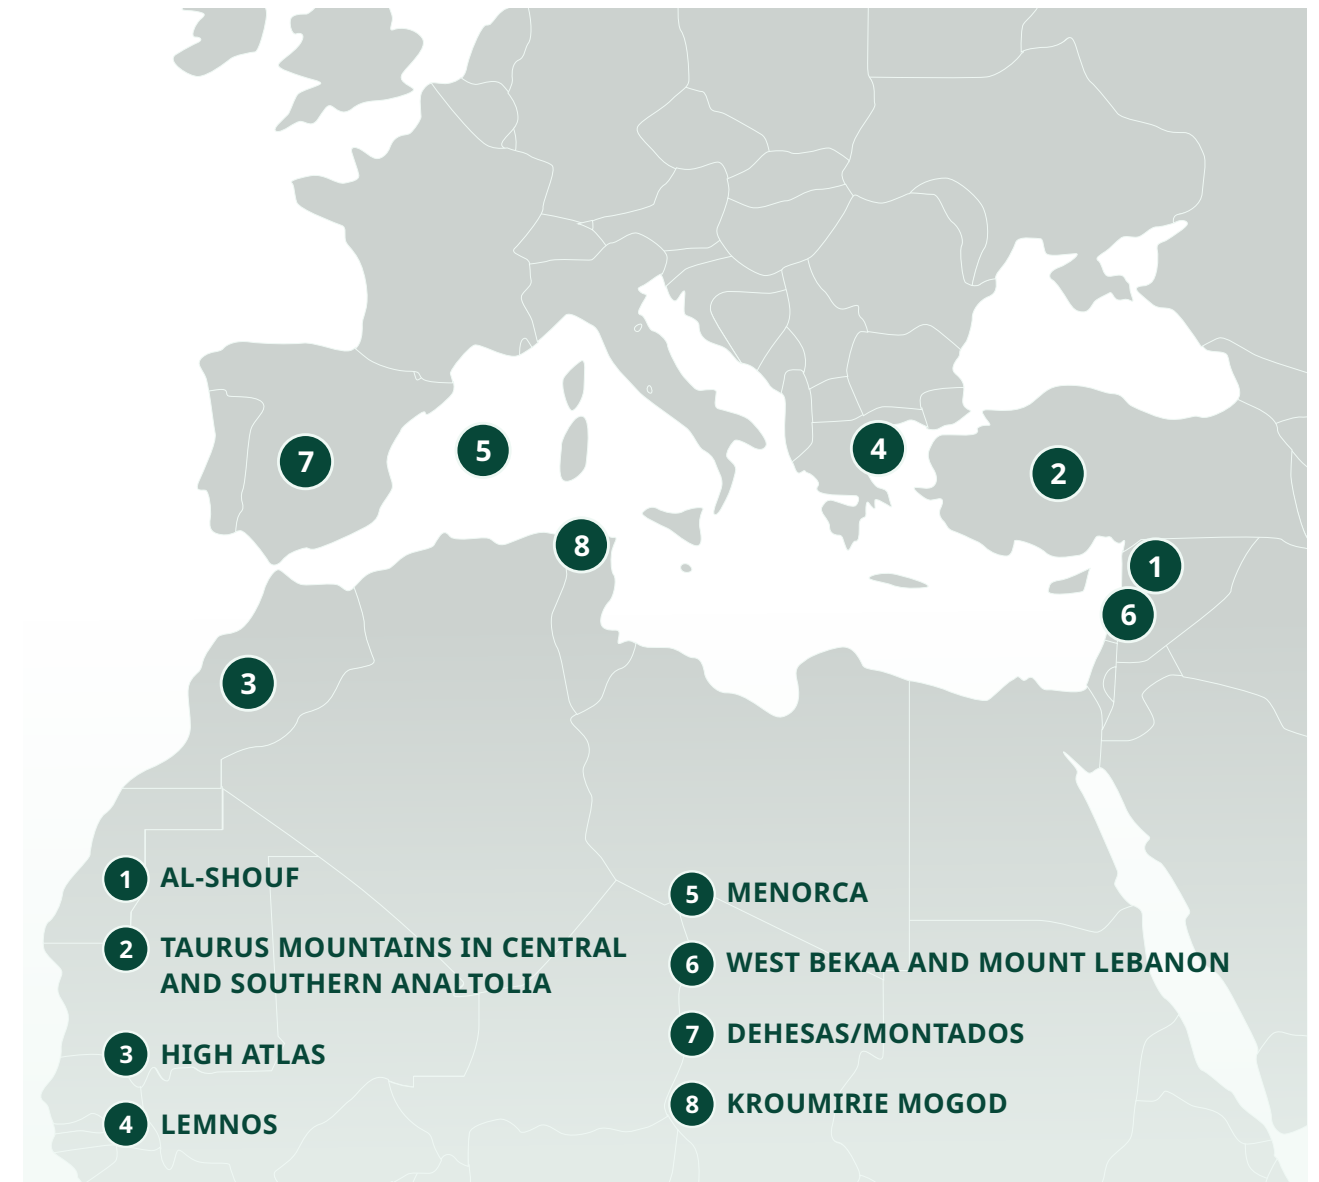 7
5
4
2
8
1
6
3
1 AL-SHOUF
2 TAURUS MOUNTAINS IN CENTRAL
AND SOUTHERN ANALTOLIA
3 HIGH ATLAS
4 LEMNOS
5 MENORCA
6 WEST BEKAA AND MOUNT LEBANON
7 DEHESAS/MONTADOS
8 KROUMIRIE MOGOD